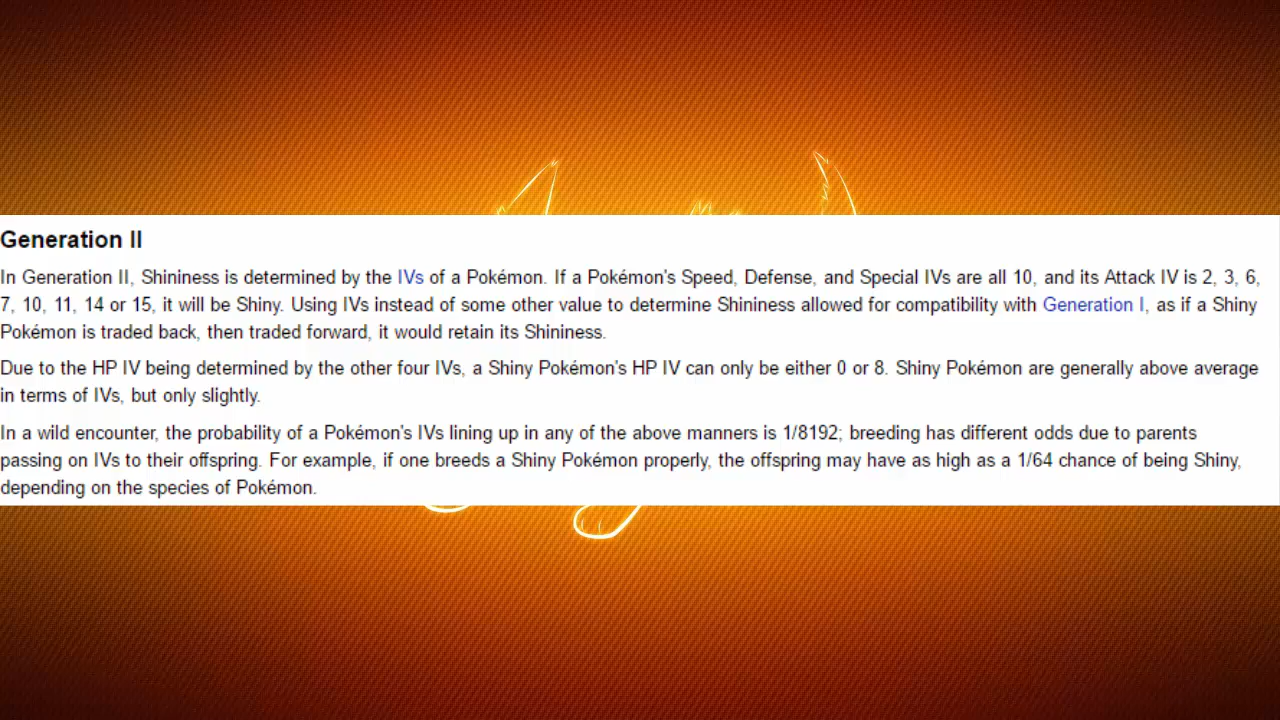 Generation II
In Generation II, Shininess is determined by the IVs of a Pokémon. If a Pokémon's Speed, Defense, and Special IVs are all 10, and its Attack IV is 2, 3, 6,
7, 10, 11, 14 or 15, it will be Shiny. Using IVs instead of some other value to determine Shininess allowed for compatibility with Generation I, as if a Shiny
Pokémon is traded back, then traded forward, it would retain its Shininess.
Due to the HP IV being determined by the other four IVs, a Shiny Pokémon's HP IV can only be either 0 or 8. Shiny Pokémon are generally above average
in terms of IVs, but only slightly.
In a wild encounter, the probability of a Pokémon's IVs lining up in any of the above manners is 1/8192; breeding has different odds due to parents
passing on IVs to their offspring. For example, if one breeds a Shiny Pokémon properly, the offspring may have as high as a 1/64 chance of being Shiny,
depending on the species of Pokémon.